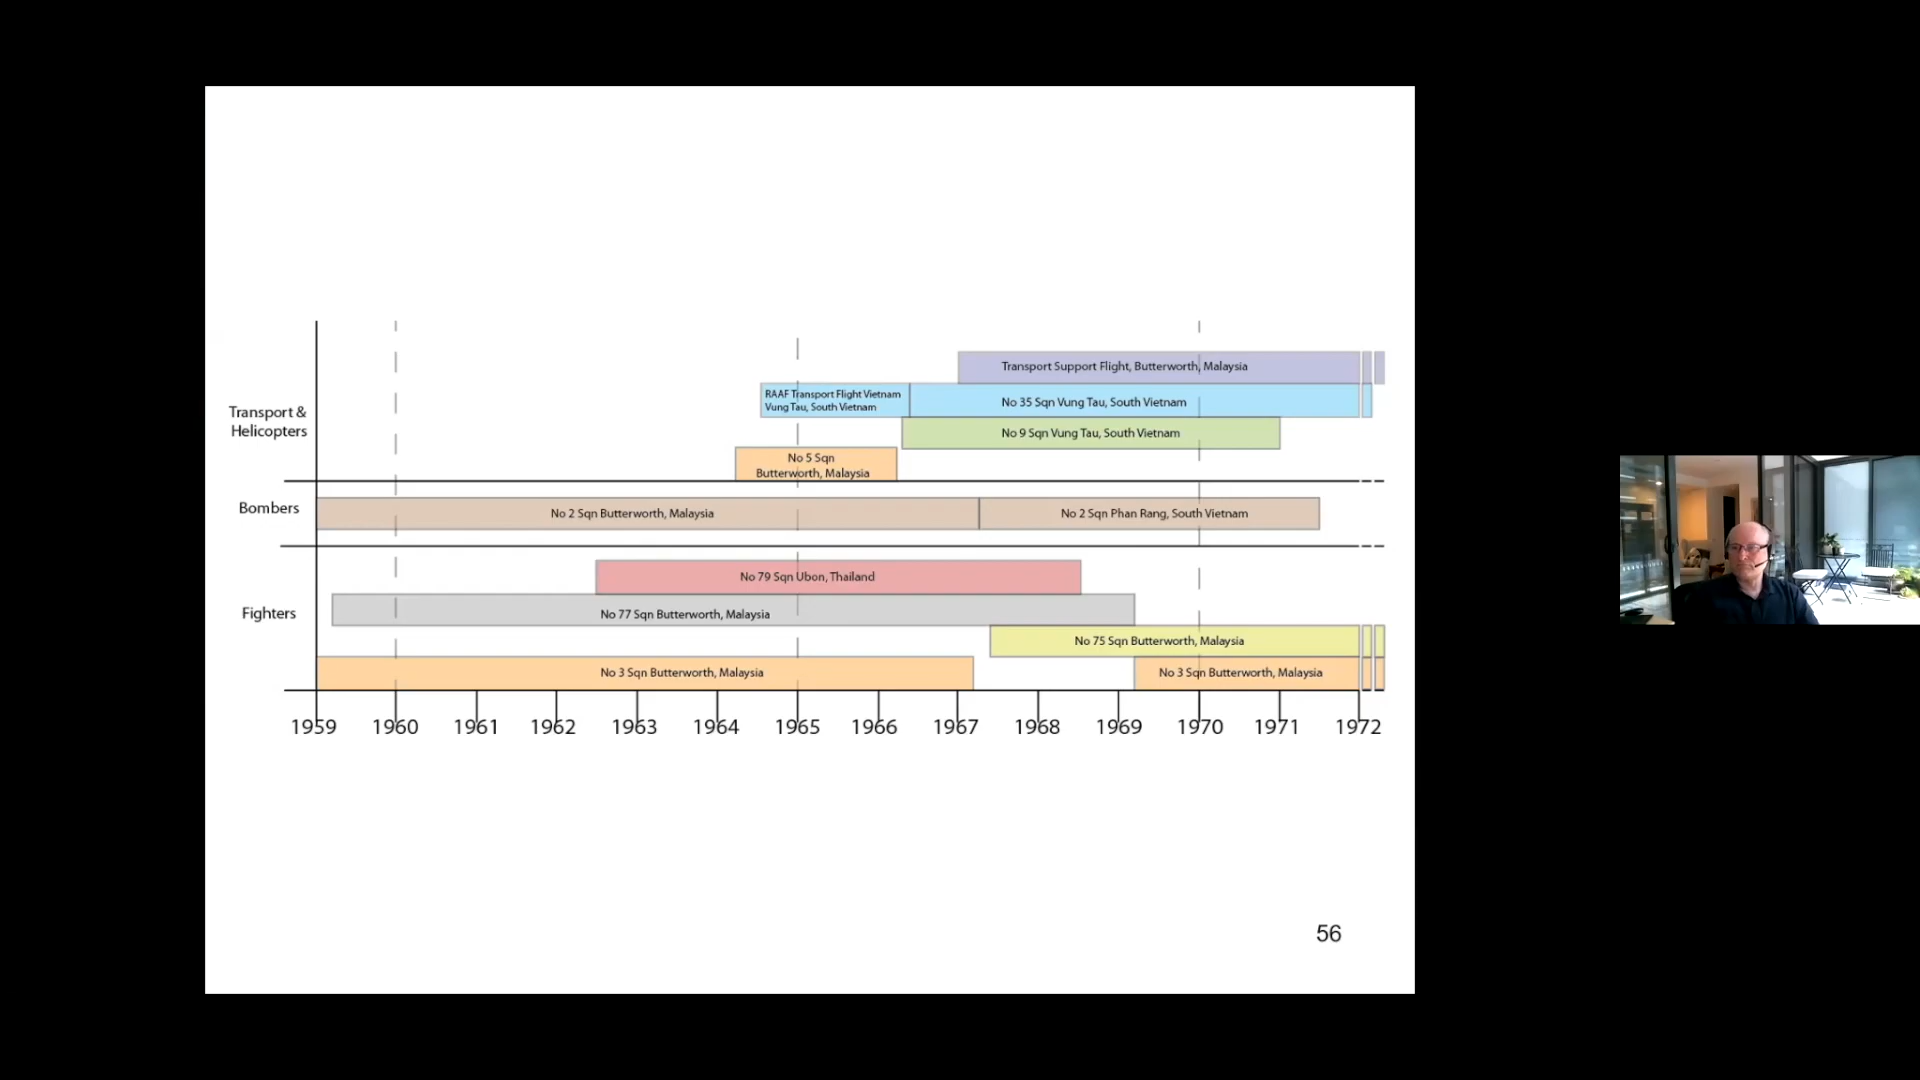 Transport Support Flight, Butterworth, Malaysia
RAAF Transport Flight Vietnam
Vung Tau, South Vietnam
No 35 Sqn Vung Tau, South Vietnam
Transport &
Helicopters
No 9 Sqn Vung Tau, South Vietnam
No 5 Sqn
Butterworth, Malaysia
Bombers
No 2 Sqn Butterworth, Malaysia
No 2 Sqn Phan Rang, South Vietnam
No 79 Sqn Ubon, Thailand
Fighters
No 77 Sqn Butterworth, Malaysia
No 75 Sqn Butterworth, Malaysia
No 3 Sqn Butterworth, Malaysia
No 3 Sqn Butterworth, Malaysia
1959 1960 1961 1962 1963 1964 1965 1966 1967 1968 1969 1970 1971 1972
56